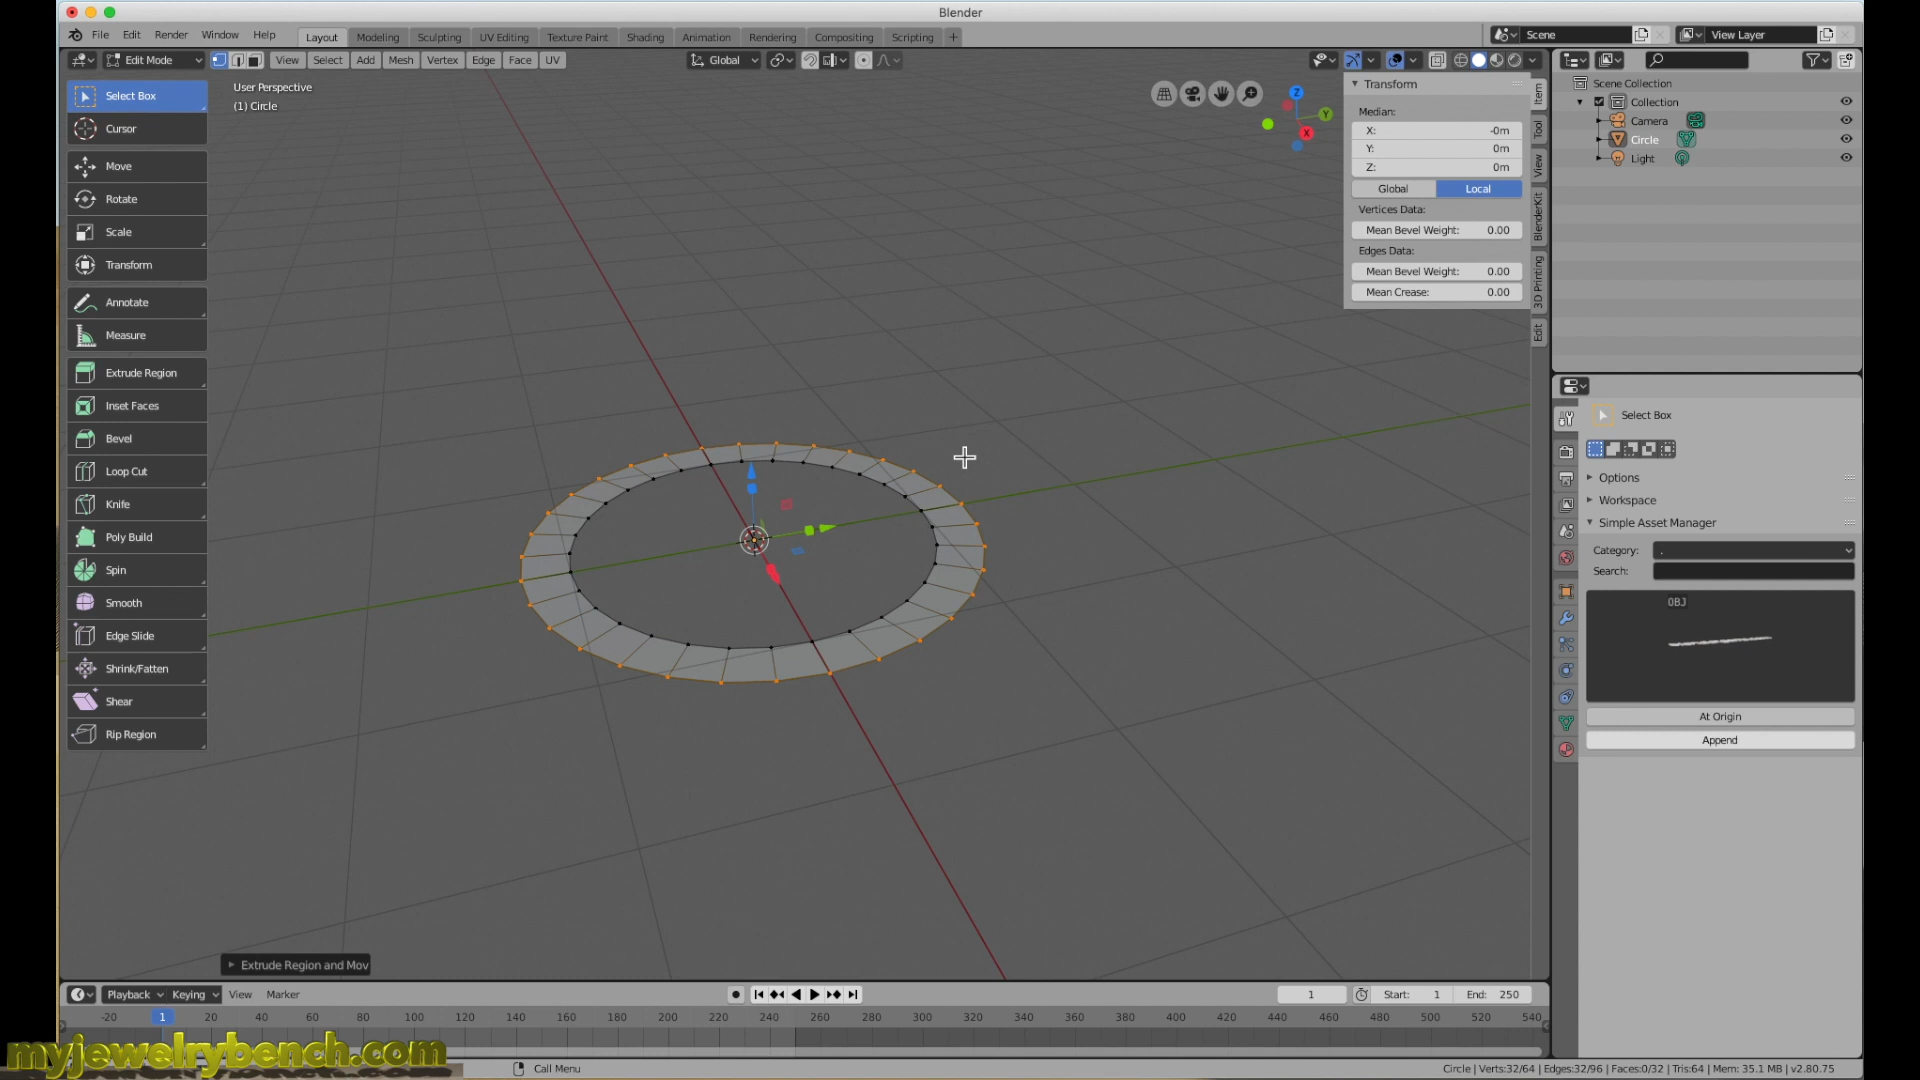 Blender
File Edit Render Window Help Layout Modeling Sculpting UV Editing Texture Paint Shading Animation Rendering Compositing Scripting + Scene View Layer
Edit Mode View Select Add Mesh Vertex Edge Face UV Global
User Perspective
(1) Circle
Select Box
Cursor
Move
Rotate
Scale
Transform
Annotate
Measure
Extrude Region
Inset Faces
Bevel
Loop Cut
Knife
Poly Build
Spin
Smooth
Edge Slide
Shrink/Fatten
Shear
Rip Region
Z
Y
X
Transform
Median:
X: -0m
Y: 0m
Z: 0m
Global Local
Vertices Data:
Mean Bevel Weight: 0.00
Edges Data:
Mean Bevel Weight: 0.00
Mean Crease: 0.00
Item
Tool
View
BlenderKit
3D Printing
Edit
Scene Collection
Collection
Camera
Circle
Light
Select Box
Options
Workspace
Simple Asset Manager
Category: .
Search:
OBJ
At Origin
Append
Extrude Region and Mov
Playback Keying View Marker 1 Start: 1 End: 250
-20 1 20 40 60 80 100 120 140 160 180 200 220 240 260 280 300 320 340 360 380 400 420 440 460 480 500 520 540
myjewelrybench.com
Call Menu
Circle | Verts:32/64 | Edges:32/96 | Faces:0/32 | Tris:64 | Mem: 35.1 MB | v2.80.75